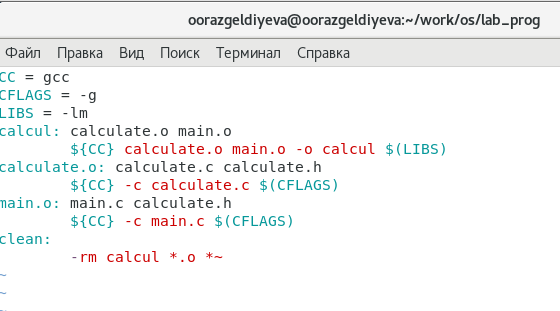 oorazgeldiyeva@oorazgeldiyeva:~/work/os/lab_prog
Файл Правка Вид Поиск Терминал Справка
CC = gcc
CFLAGS = -g
LIBS = -lm
calcul: calculate.o main.o
        ${CC} calculate.o main.o -o calcul $(LIBS)
calculate.o: calculate.c calculate.h
        ${CC} -c calculate.c $(CFLAGS)
main.o: main.c calculate.h
        ${CC} -c main.c $(CFLAGS)
clean:
        -rm calcul *.o *~
~
~
~